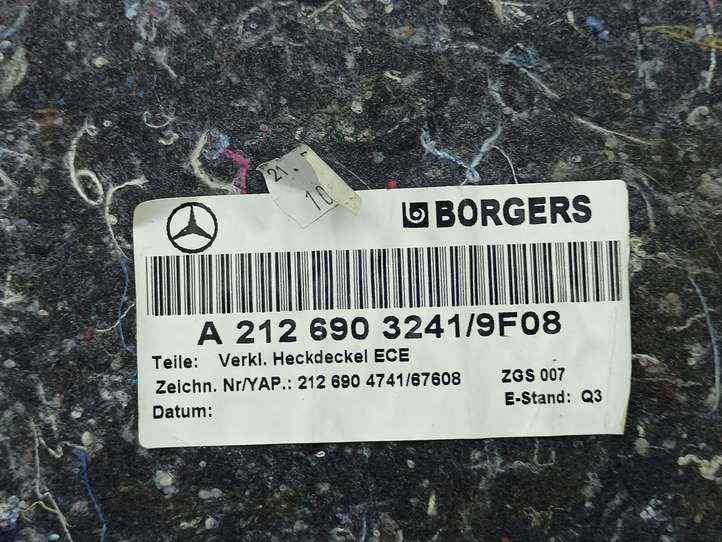 21.
10
BORGERS
A 212 690 3241/9F08
Teile: Verkl. Heckdeckel ECE
Zeichn. Nr/YAP.: 212 690 4741/67608 ZGS 007
Datum: E-Stand: Q3